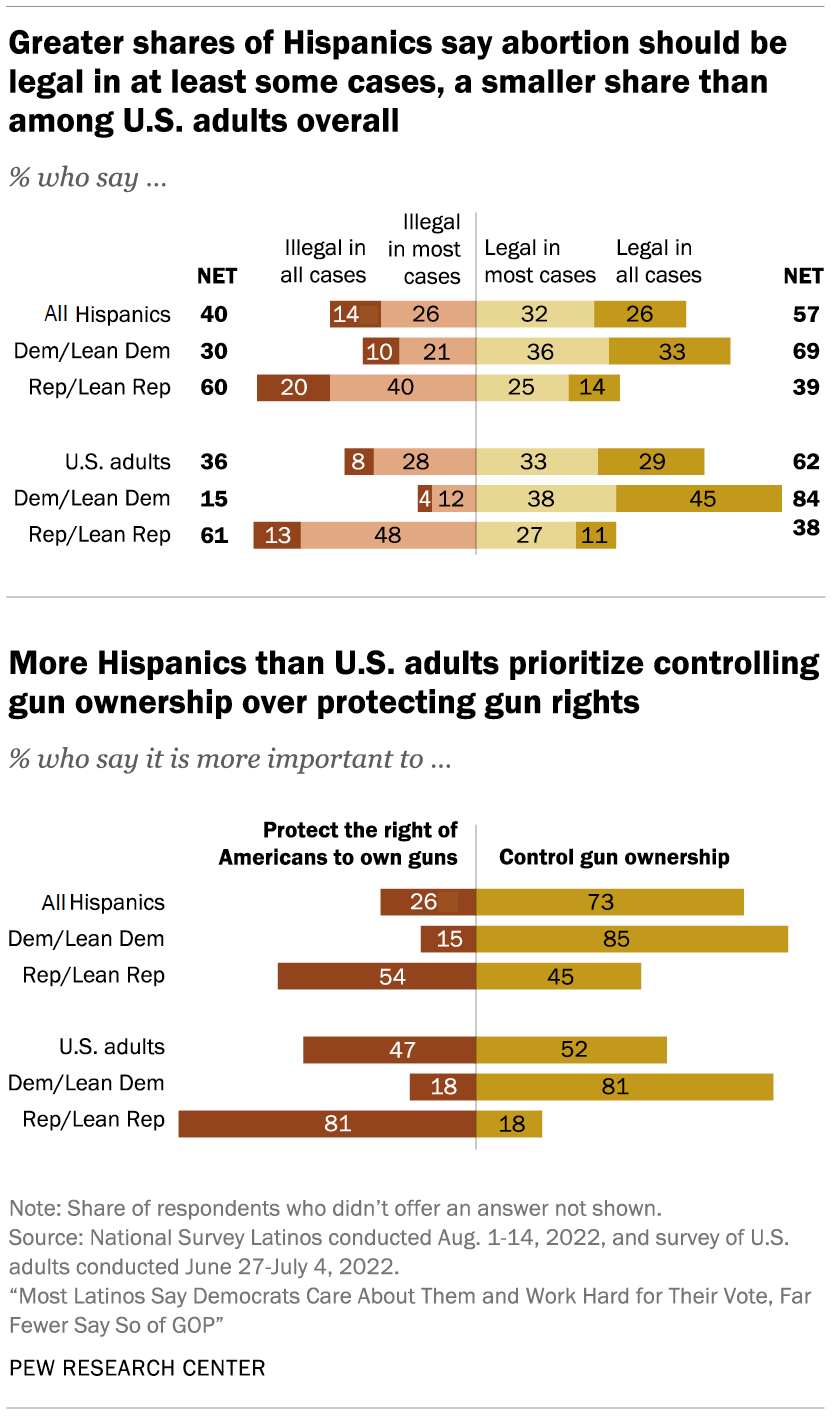 Greater shares of Hispanics say abortion should be
legal in at least some cases, a smaller share than
among U.S. adults overall
% who say ...
NET
Illegal in
all cases
Illegal
in most
cases
Legal in
most cases
Legal in
all cases
NET
All Hispanics 40 14 26 32 26 57
Dem/Lean Dem 30 10 21 36 33 69
Rep/Lean Rep 60 20 40 25 14 39
U.S. adults 36 8 28 33 29 62
Dem/Lean Dem 15 4 12 38 45 84
Rep/Lean Rep 61 13 48 27 11 38
More Hispanics than U.S. adults prioritize controlling
gun ownership over protecting gun rights
% who say it is more important to ...
Protect the right of
Americans to own guns
Control gun ownership
All Hispanics 26 73
Dem/Lean Dem 15 85
Rep/Lean Rep 54 45
U.S. adults 47 52
Dem/Lean Dem 18 81
Rep/Lean Rep 81 18
Note: Share of respondents who didn’t offer an answer not shown.
Source: National Survey Latinos conducted Aug. 1-14, 2022, and survey of U.S.
adults conducted June 27-July 4, 2022.
“Most Latinos Say Democrats Care About Them and Work Hard for Their Vote, Far
Fewer Say So of GOP”
PEW RESEARCH CENTER